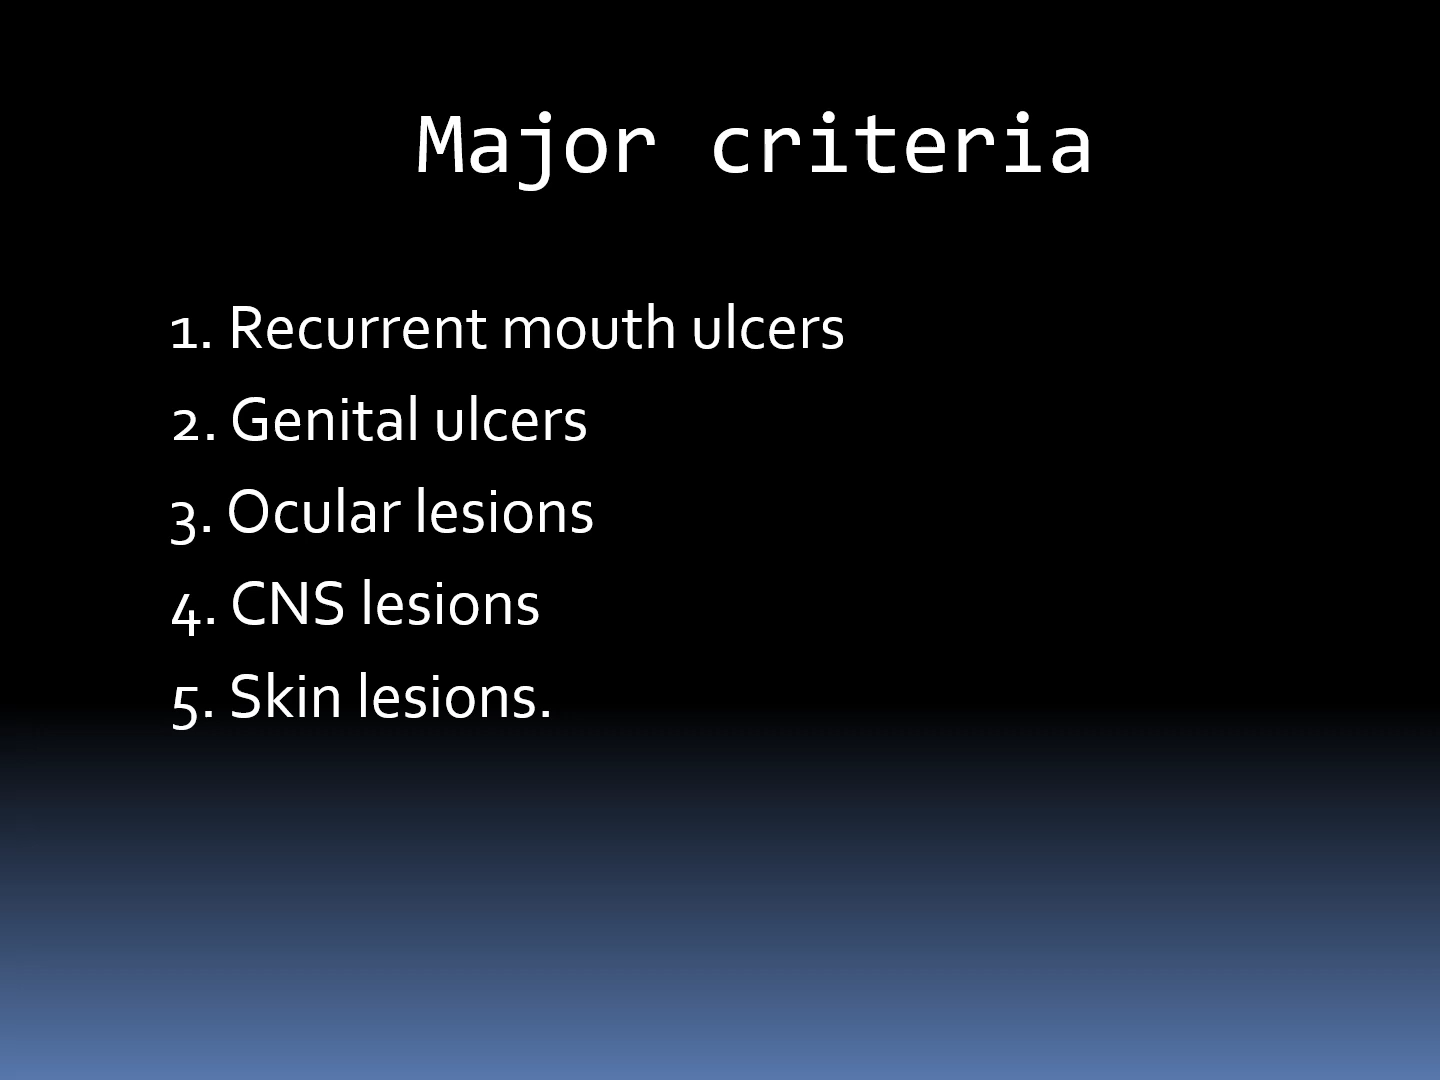 Major criteria
1. Recurrent mouth ulcers
2. Genital ulcers
3. Ocular lesions
4. CNS lesions
5. Skin lesions.